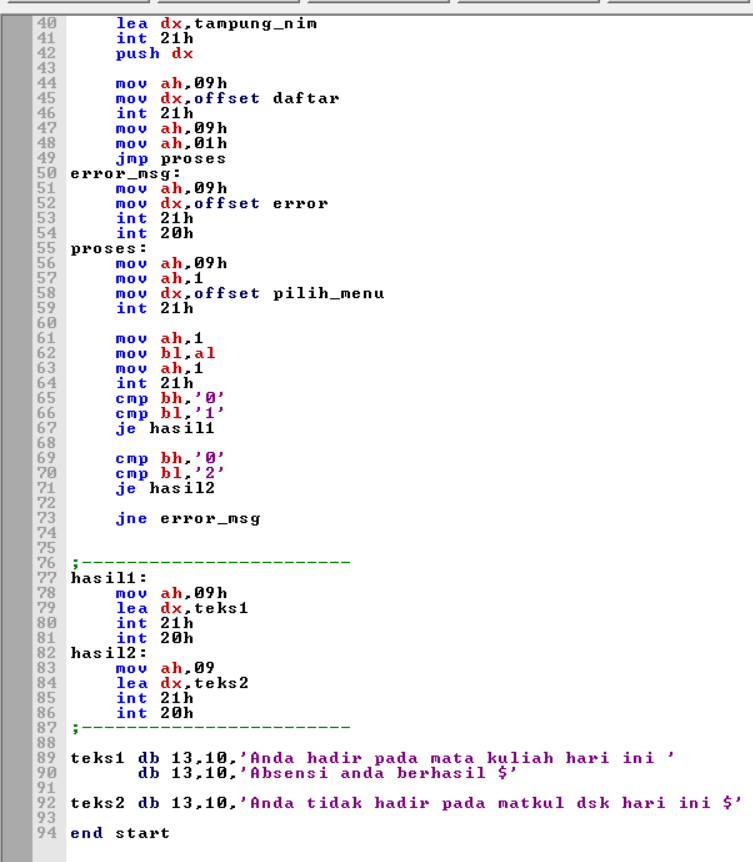 40 lea dx,tampung_nim
41 int 21h
42 push dx
43
44 mov ah,09h
45 mov dx,offset daftar
46 int 21h
47 mov ah,09h
48 mov ah,01h
49 jmp proses
50 error_msg:
51 mov ah,09h
52 mov dx,offset error
53 int 21h
54 int 20h
55 proses:
56 mov ah,09h
57 mov ah,1
58 mov dx,offset pilih_menu
59 int 21h
60
61 mov ah,1
62 mov bl,al
63 mov ah,1
64 int 21h
65 cmp bh,'0'
66 cmp bl,'1'
67 je hasil1
68
69 cmp bh,'0'
70 cmp bl,'2'
71 je hasil2
72
73 jne error_msg
74
75
76 ;------------------------
77 hasil1:
78 mov ah,09h
79 lea dx,teks1
80 int 21h
81 int 20h
82 hasil2:
83 mov ah,09
84 lea dx,teks2
85 int 21h
86 int 20h
87 ;------------------------
88
89 teks1 db 13,10,'Anda hadir pada mata kuliah hari ini '
90 db 13,10,'Absensi anda berhasil $'
91
92 teks2 db 13,10,'Anda tidak hadir pada matkul dsk hari ini $'
93
94 end start